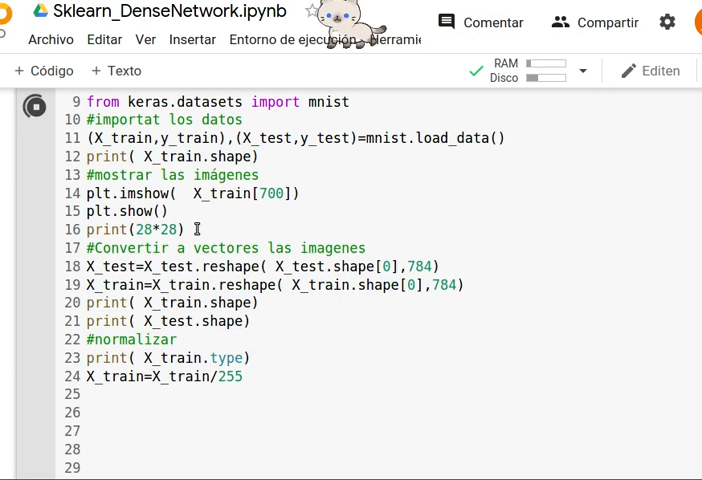 Sklearn_DenseNetwork.ipynb
Comentar
Compartir
Archivo Editar Ver Insertar Entorno de ejecución
+ Código + Texto
RAM
Disco
Editen
9 from keras.datasets import mnist
10 #importat los datos
11 (X_train,y_train),(X_test,y_test)=mnist.load_data()
12 print( X_train.shape)
13 #mostrar las imágenes
14 plt.imshow(  X_train[700])
15 plt.show()
16 print(28*28)
17 #Convertir a vectores las imagenes
18 X_test=X_test.reshape( X_test.shape[0],784)
19 X_train=X_train.reshape( X_train.shape[0],784)
20 print( X_train.shape)
21 print( X_test.shape)
22 #normalizar
23 print( X_train.type)
24 X_train=X_train/255
25
26
27
28
29